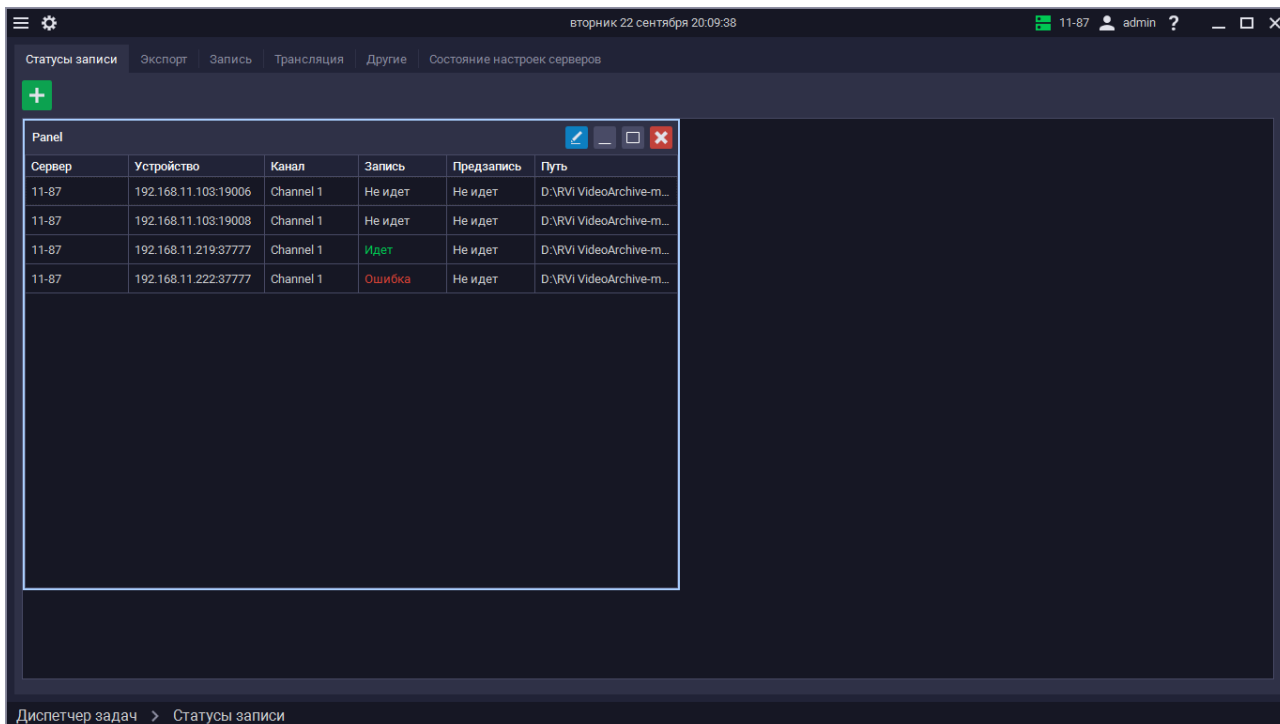 вторник 22 сентября 20:09:38 11-87 admin ?
Статусы записи Экспорт Запись Трансляция Другие Состояние настроек серверов
Panel
Сервер Устройство Канал Запись Предзапись Путь
11-87 192.168.11.103:19006 Channel 1 Не идет Не идет D:\RVi VideoArchive-m...
11-87 192.168.11.103:19008 Channel 1 Не идет Не идет D:\RVi VideoArchive-m...
11-87 192.168.11.219:37777 Channel 1 Идет Не идет D:\RVi VideoArchive-m...
11-87 192.168.11.222:37777 Channel 1 Ошибка Не идет D:\RVi VideoArchive-m...
Диспетчер задач > Статусы записи